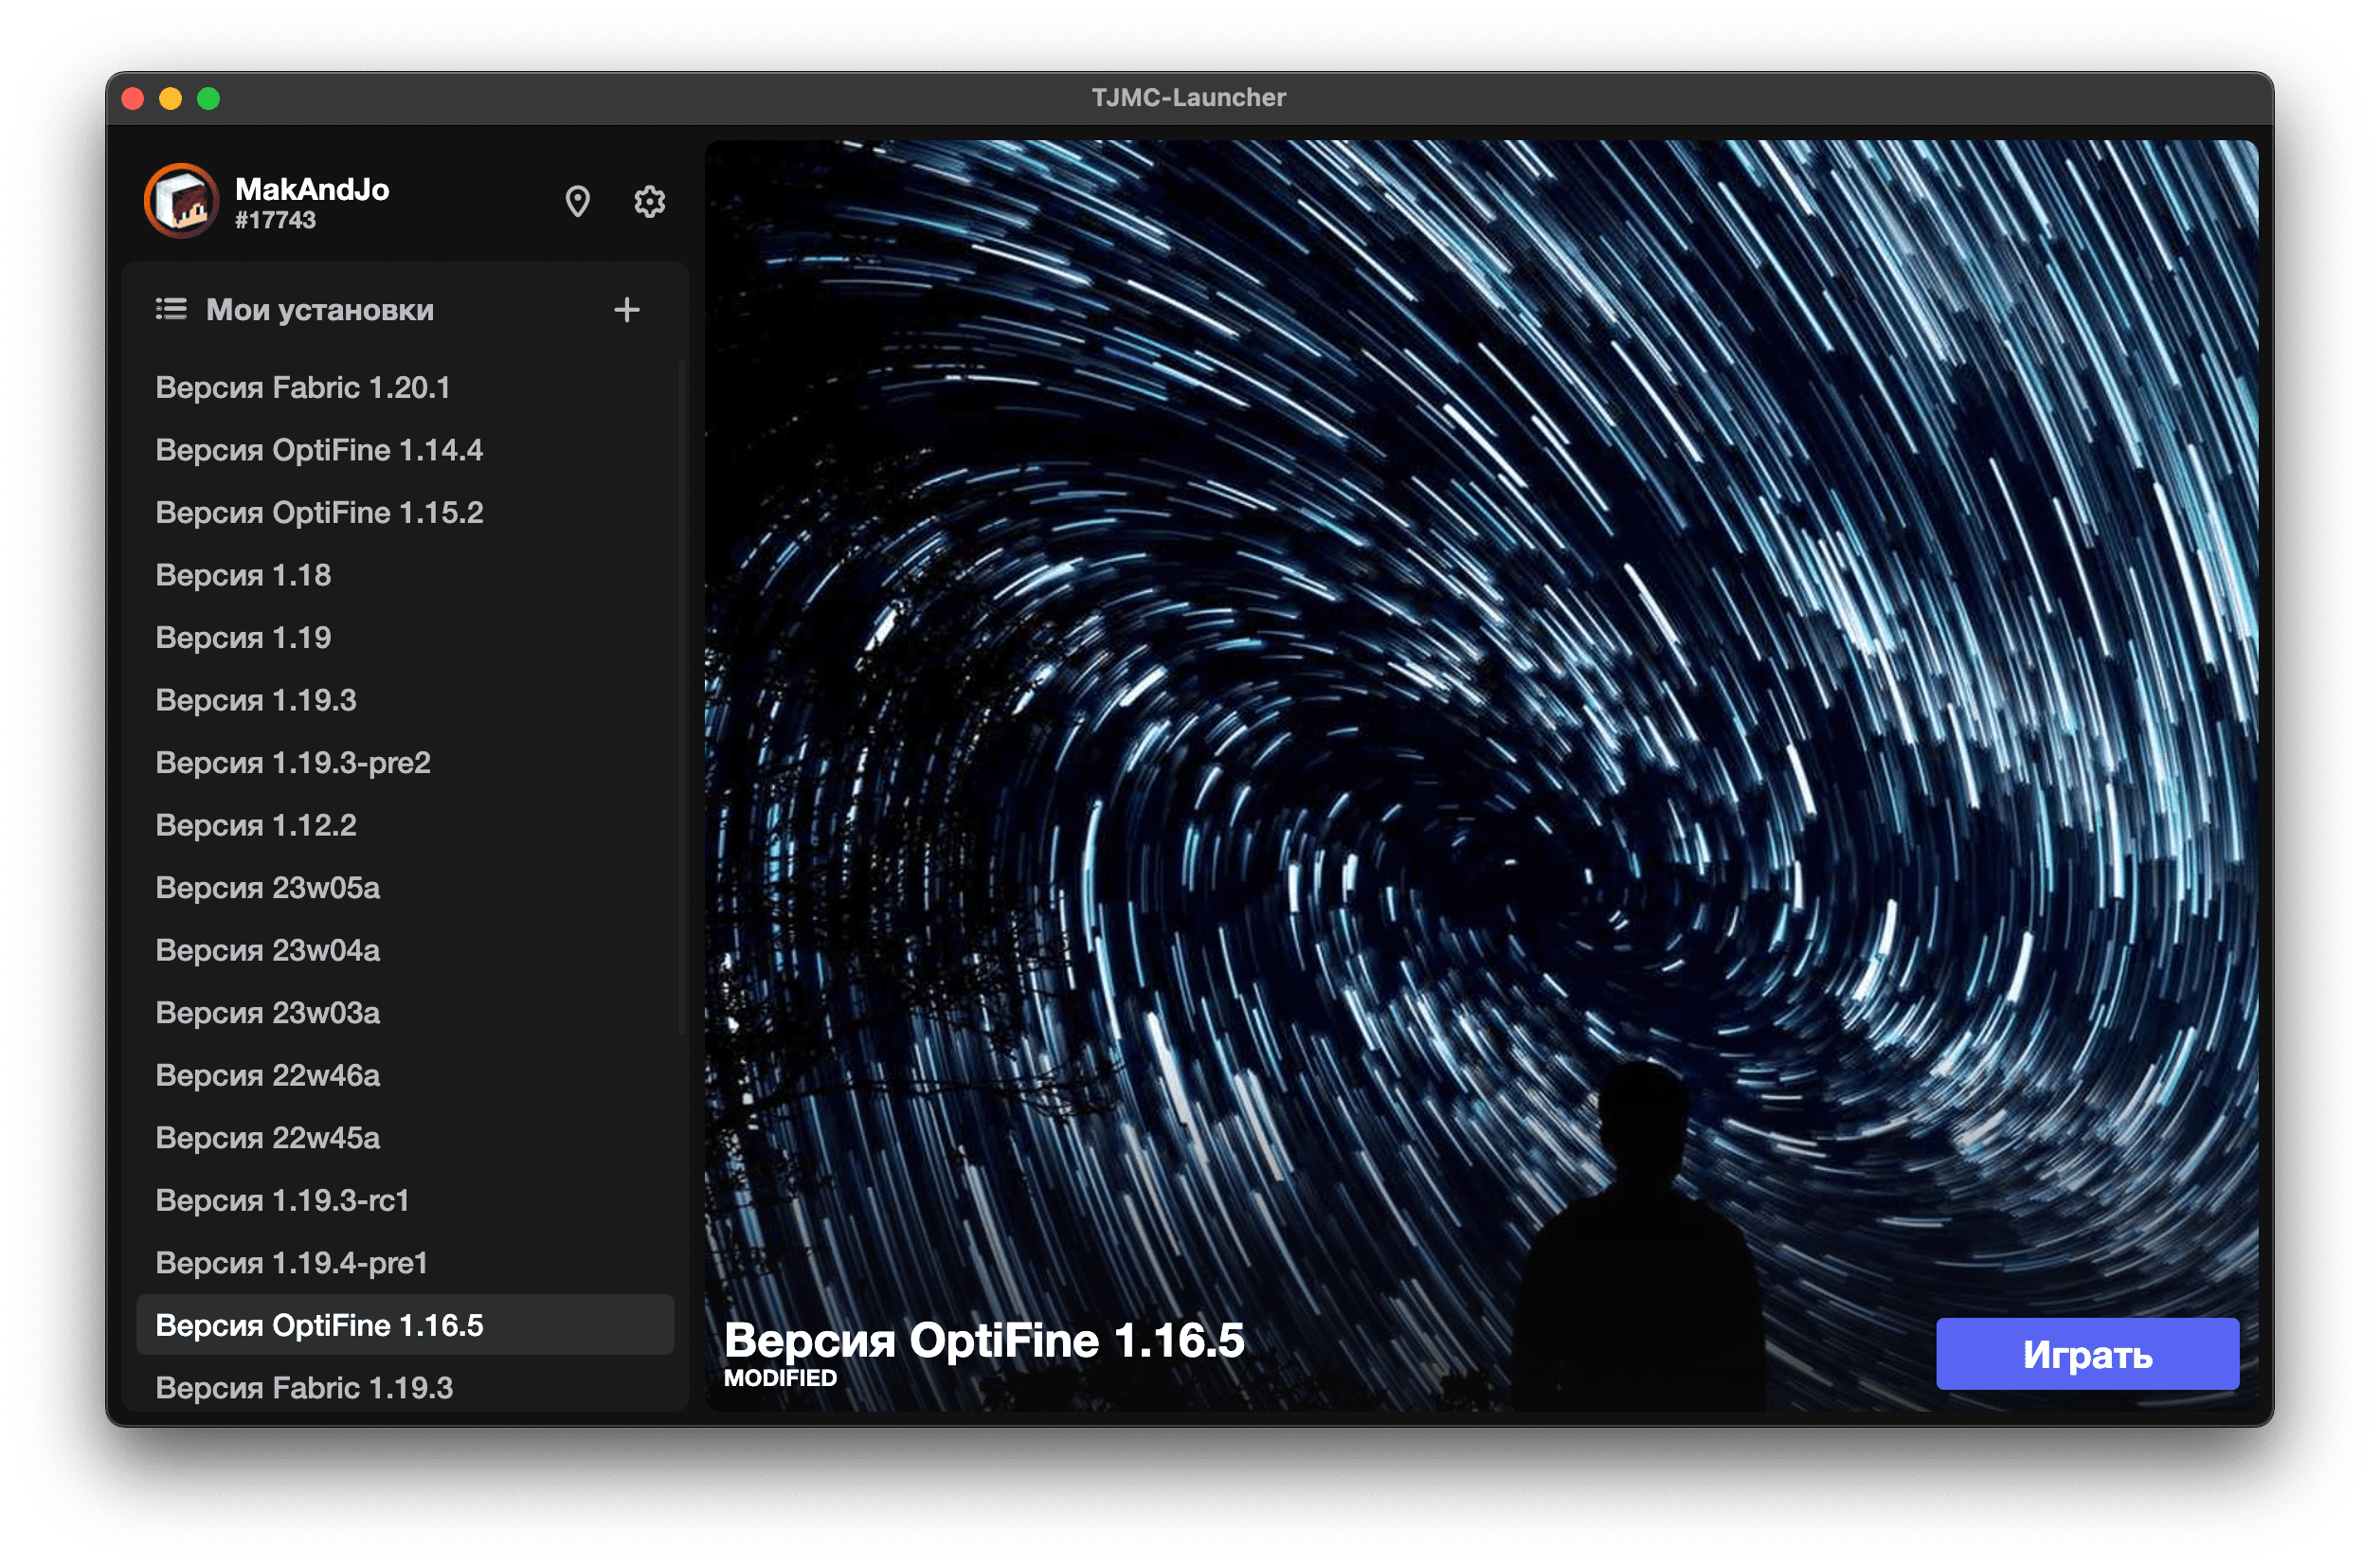 TJMC-Launcher
MakAndJo
#17743
Мои установки
Версия Fabric 1.20.1
Версия OptiFine 1.14.4
Версия OptiFine 1.15.2
Версия 1.18
Версия 1.19
Версия 1.19.3
Версия 1.19.3-pre2
Версия 1.12.2
Версия 23w05a
Версия 23w04a
Версия 23w03a
Версия 22w46a
Версия 22w45a
Версия 1.19.3-rc1
Версия 1.19.4-pre1
Версия OptiFine 1.16.5
Версия Fabric 1.19.3
Версия OptiFine 1.16.5
MODIFIED
Играть